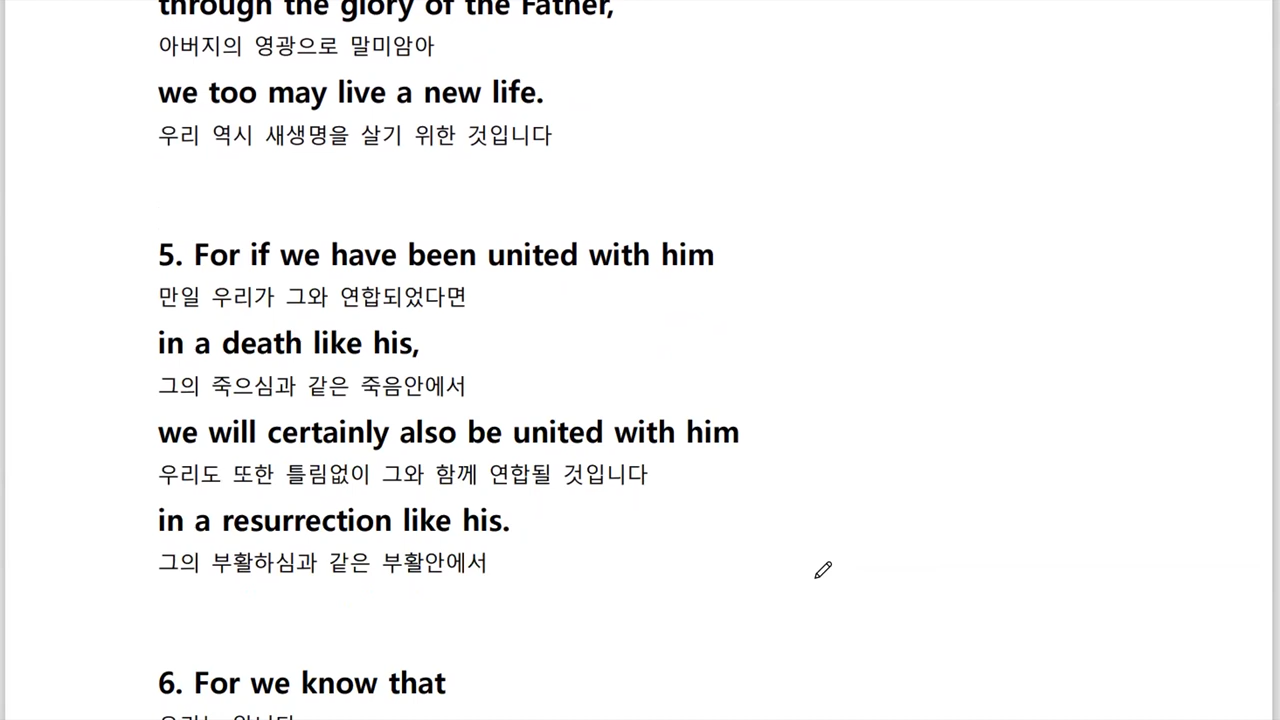 through the glory of the Father,
아버지의 영광으로 말미암아
we too may live a new life.
우리 역시 새생명을 살기 위한 것입니다
5. For if we have been united with him
만일 우리가 그와 연합되었다면
in a death like his,
그의 죽으심과 같은 죽음안에서
we will certainly also be united with him
우리도 또한 틀림없이 그와 함께 연합될 것입니다
in a resurrection like his.
그의 부활하심과 같은 부활안에서
6. For we know that